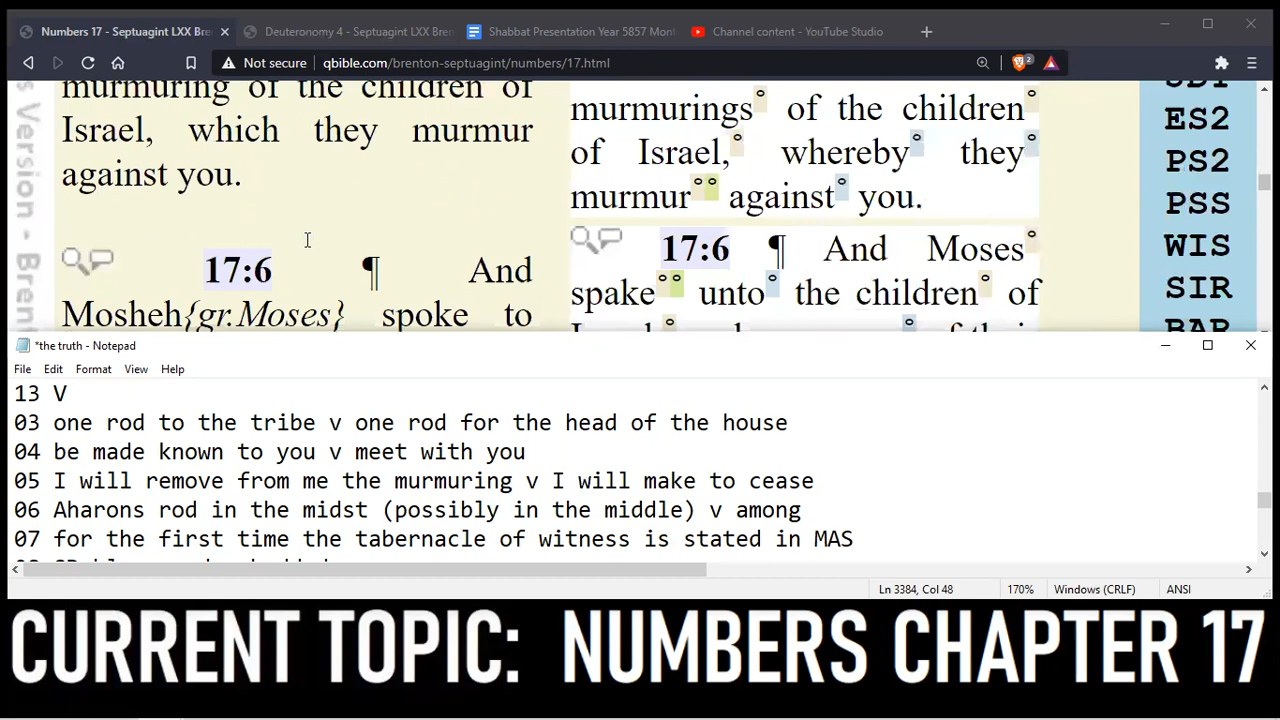 Numbers 17 - Septuagint LXX Bre
Deuteronomy 4 - Septuagint LXX Bren
Shabbat Presentation Year 5857 Mont
Channel content - YouTube Studio
Not secure
qbible.com/brenton-septuagint/numbers/17.html
2
s Version - Bren
murmuring of the children of
Israel, which they murmur
against you.
17:6 ¶ And
Mosheh{gr.Moses} spoke to
murmurings° of the children°
of Israel,° whereby° they°
murmur°° against° you.
17:6 ¶ And Moses°
spake°° unto° the children° of
ES2
PS2
PSS
WIS
SIR
BAR
*the truth - Notepad
File Edit Format View Help
13 V
03 one rod to the tribe v one rod for the head of the house
04 be made known to you v meet with you
05 I will remove from me the murmuring v I will make to cease
06 Aharons rod in the midst (possibly in the middle) v among
07 for the first time the tabernacle of witness is stated in MAS
Ln 3384, Col 48
170%
Windows (CRLF)
ANSI
CURRENT TOPIC: NUMBERS CHAPTER 17